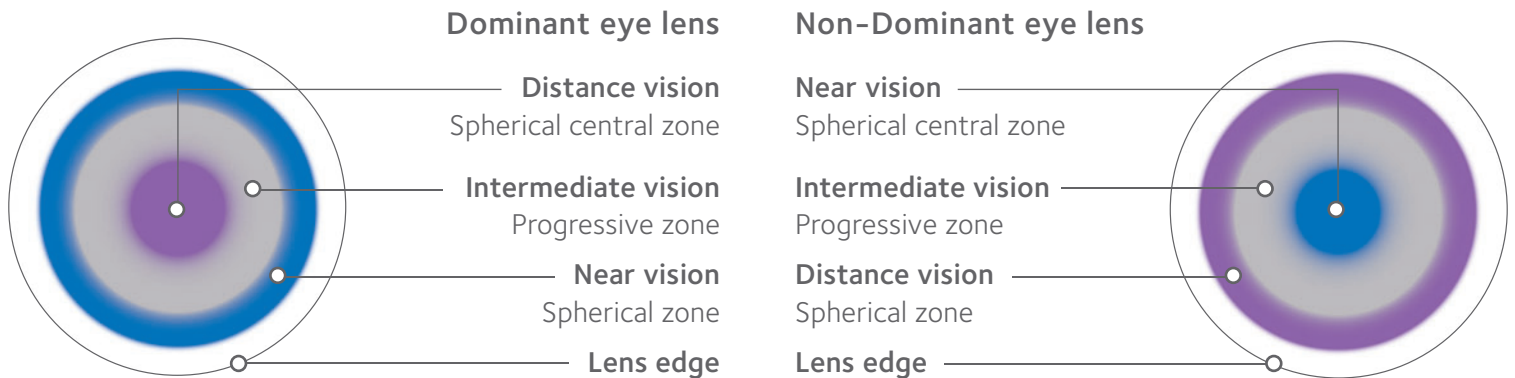 Dominant eye lens
Distance vision
Spherical central zone
Intermediate vision
Progressive zone
Near vision
Spherical zone
Lens edge
Non-Dominant eye lens
Near vision
Spherical central zone
Intermediate vision
Progressive zone
Distance vision
Spherical zone
Lens edge